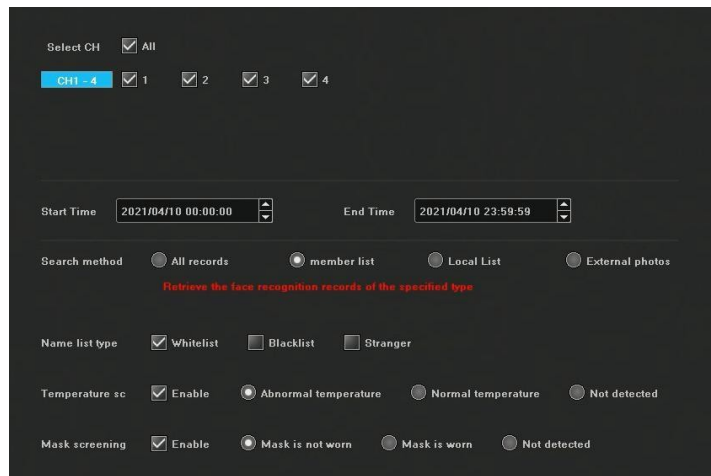 Select CH All
CH1 - 4 1 2 3 4
Start Time 2021/04/10 00:00:00 End Time 2021/04/10 23:59:59
Search method All records member list Local List External photos
Retrieve the face recognition records of the specified type
Name list type Whitelist Blacklist Stranger
Temperature sc Enable Abnormal temperature Normal temperature Not detected
Mask screening Enable Mask is not worn Mask is worn Not detected